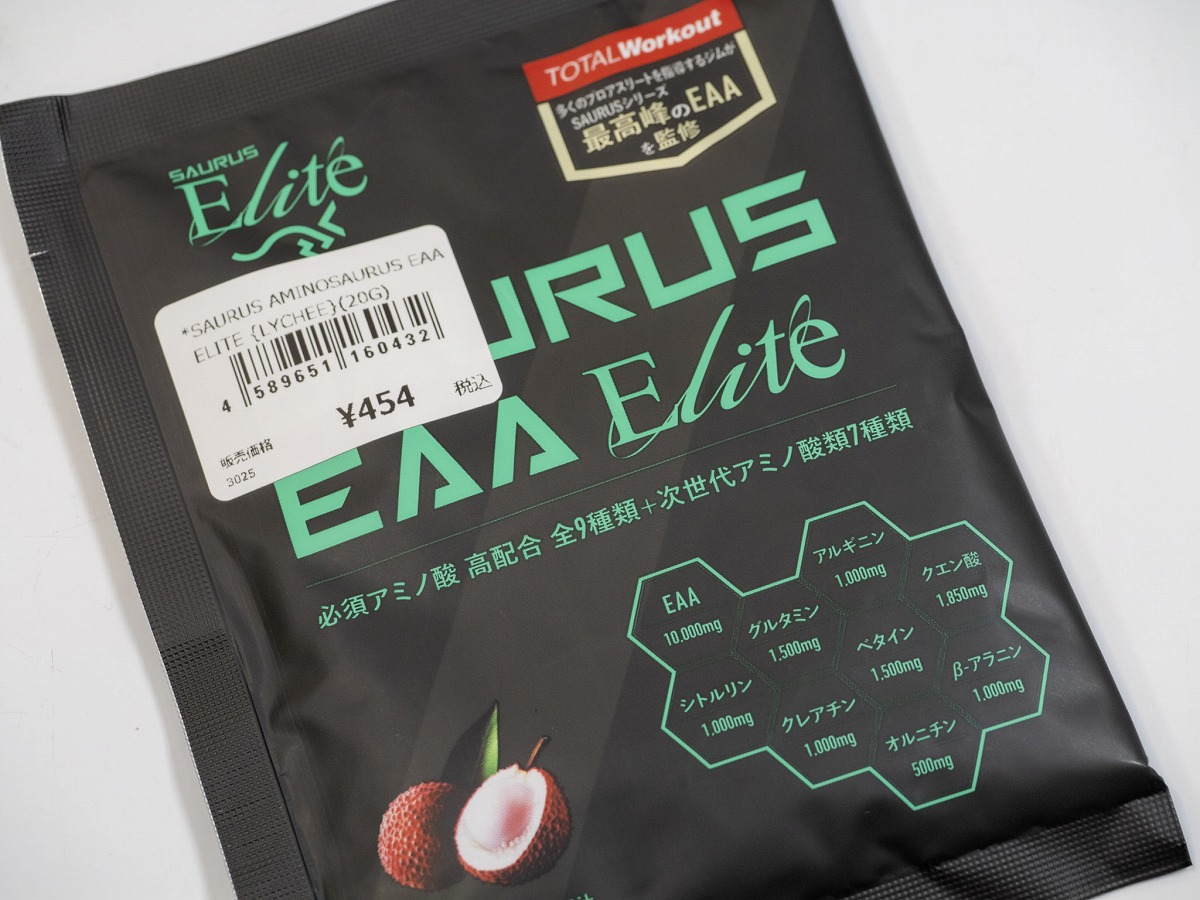 TOTAL Workout
多くのプロアスリートを指導するジムが
SAURUSシリーズ
最高峰のEAA
を監修
SAURUS
Elite
*SAURUS AMINOSAURUS EAA
ELITE {LYCHEE}(20G)
4 589651 160432
¥454 税込
販売価格
3025
URUS
EAA Elite
必須アミノ酸 高配合 全9種類+次世代アミノ酸類7種類
アルギニン
1,000mg
クエン酸
1,850mg
EAA
10,000mg
グルタミン
1,500mg
ベタイン
1,500mg
β-アラニン
1,000mg
シトルリン
1,000mg
クレアチン
1,000mg
オルニチン
500mg